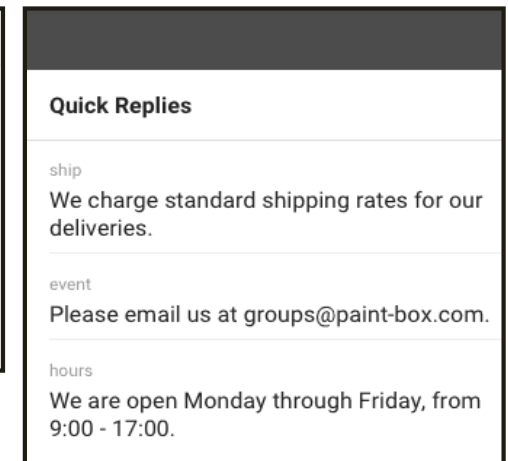 Quick Replies
ship
We charge standard shipping rates for our
deliveries.
event
Please email us at groups@paint-box.com.
hours
We are open Monday through Friday, from
9:00 - 17:00.